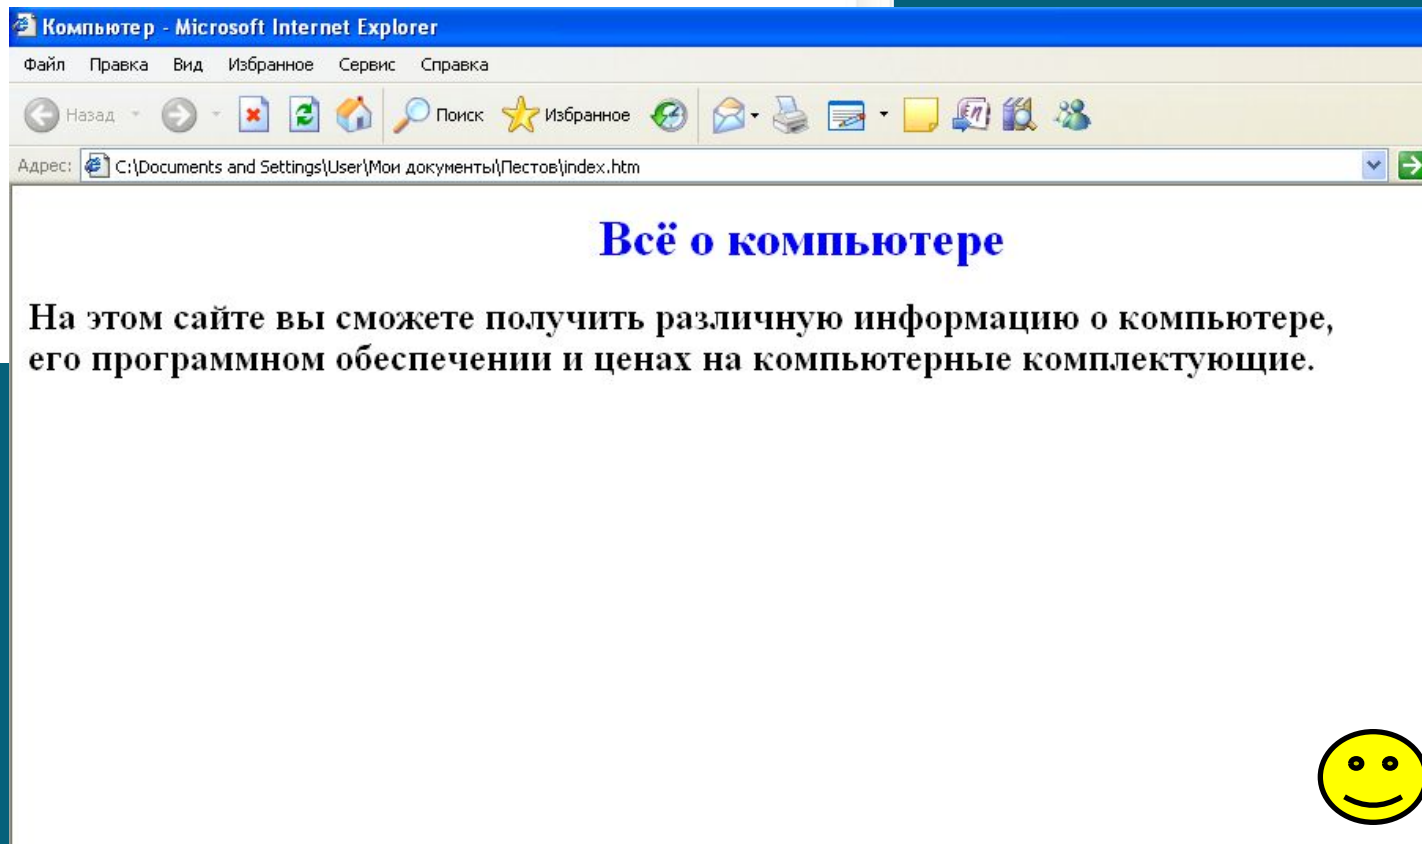 Компьютер - Microsoft Internet Explorer
Файл Правка Вид Избранное Сервис Справка
Назад Поиск Избранное
Адрес: C:\Documents and Settings\User\Мои документы\Пестов\index.htm
Всё о компьютере
На этом сайте вы сможете получить различную информацию о компьютере,
его программном обеспечении и ценах на компьютерные комплектующие.